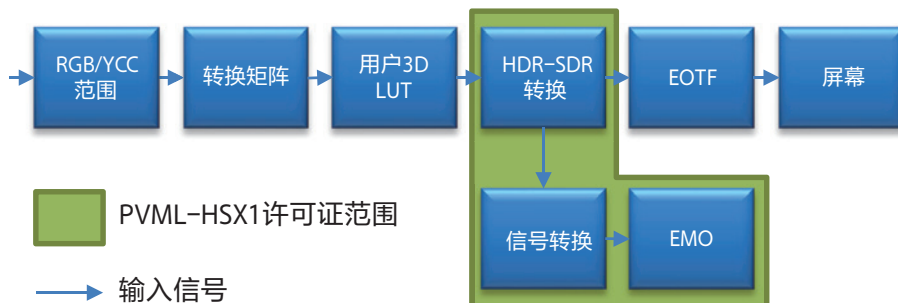 RGB/YCC
范围
转换矩阵
用户3D
LUT
HDR-SDR
转换
EOTF
屏幕
PVML-HSX1许可证范围
信号转换
EMO
输入信号